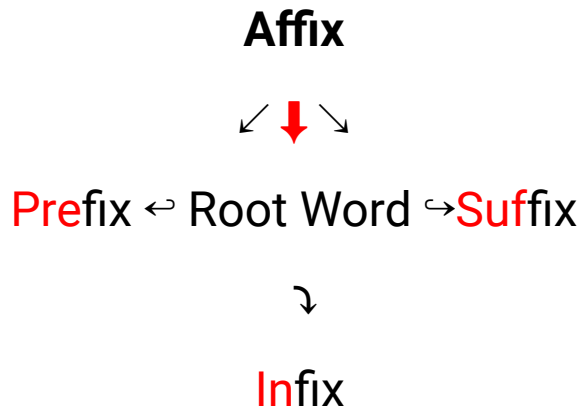 Affix
↙ ⬇ ↘
Prefix ↩ Root Word ↪Suffix
⤵
Infix